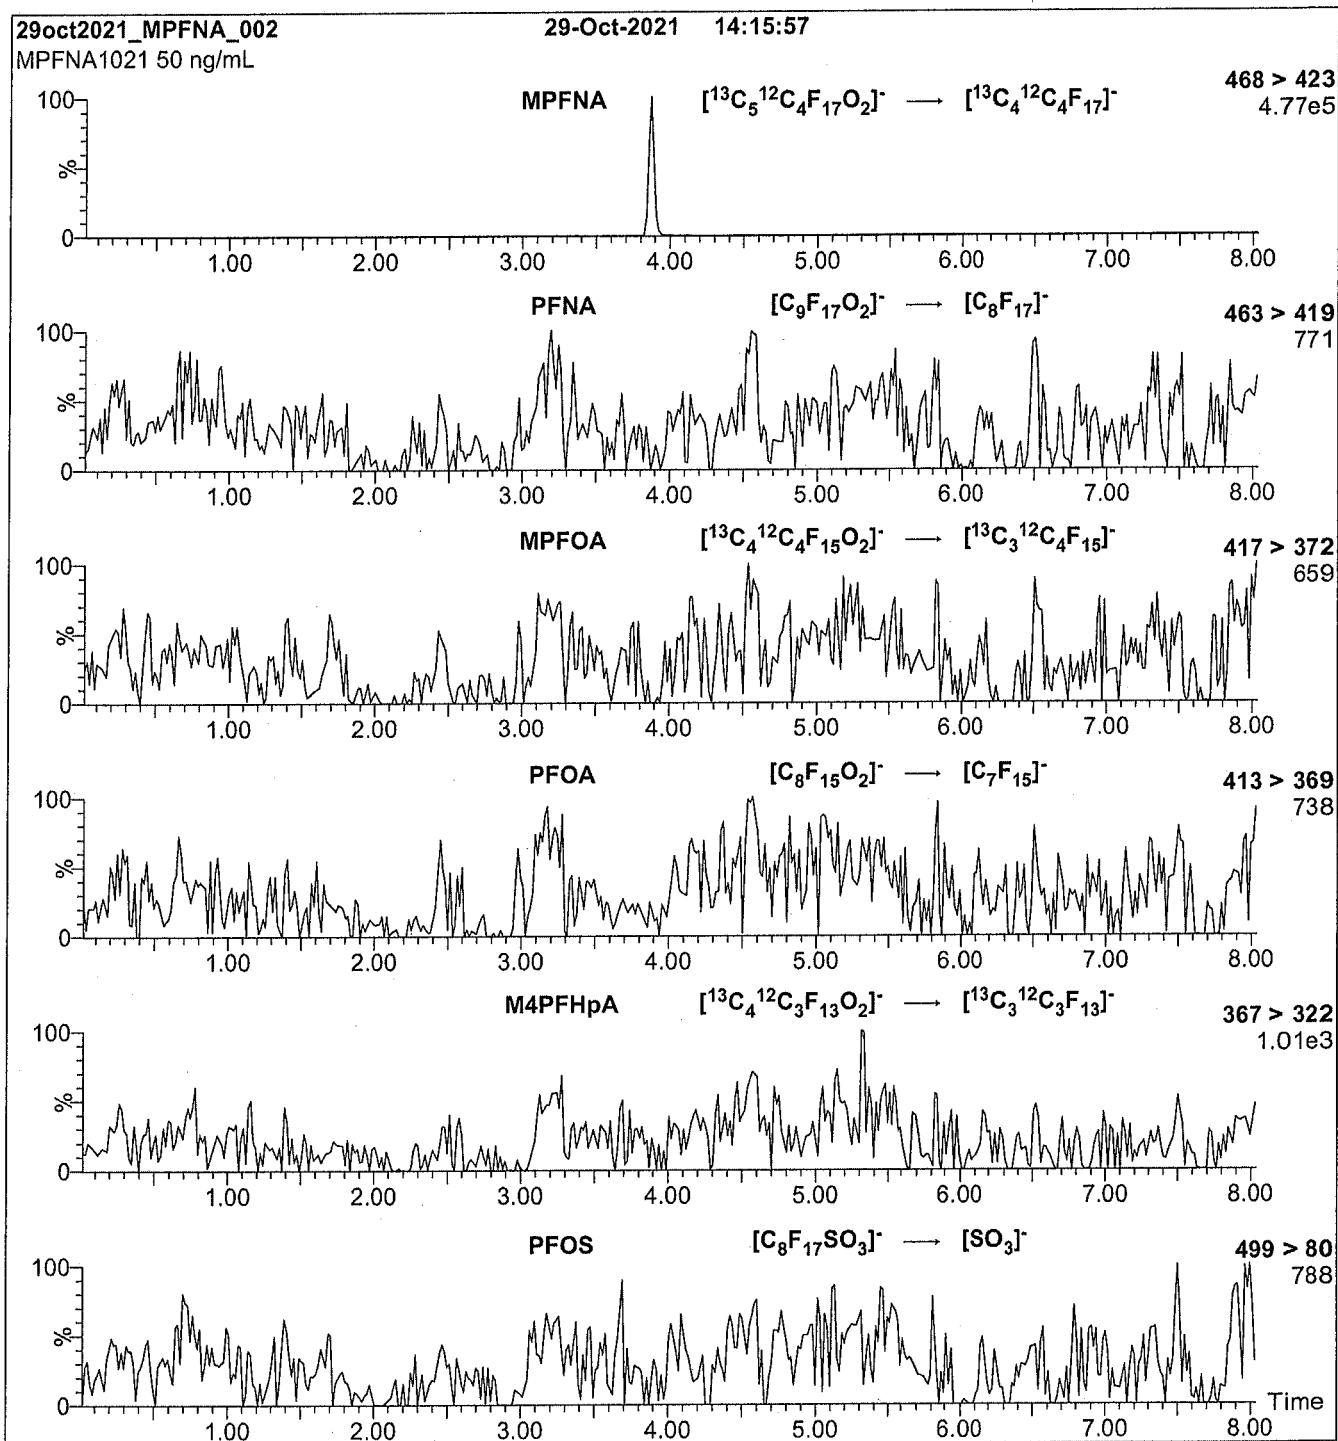 29oct2021_MPFNA_002 29-Oct-2021 14:15:57
MPFNA1021 50 ng/mL
468 > 423
4.77e5
MPFNA [¹³C₅¹²C₄F₁₇O₂]⁻ → [¹³C₄¹²C₄F₁₇]⁻
100
%
0
1.00 2.00 3.00 4.00 5.00 6.00 7.00 8.00
PFNA [C₉F₁₇O₂]⁻ → [C₈F₁₇]⁻
463 > 419
771
100
%
0
1.00 2.00 3.00 4.00 5.00 6.00 7.00 8.00
MPFOA [¹³C₄¹²C₄F₁₅O₂]⁻ → [¹³C₃¹²C₄F₁₅]⁻
417 > 372
659
100
%
0
1.00 2.00 3.00 4.00 5.00 6.00 7.00 8.00
PFOA [C₈F₁₅O₂]⁻ → [C₇F₁₅]⁻
413 > 369
738
100
%
0
1.00 2.00 3.00 4.00 5.00 6.00 7.00 8.00
M4PFHpA [¹³C₄¹²C₃F₁₃O₂]⁻ → [¹³C₃¹²C₃F₁₃]⁻
367 > 322
1.01e3
100
%
0
1.00 2.00 3.00 4.00 5.00 6.00 7.00 8.00
PFOS [C₈F₁₇SO₃]⁻ → [SO₃]⁻
499 > 80
788
100
%
0
Time
1.00 2.00 3.00 4.00 5.00 6.00 7.00 8.00